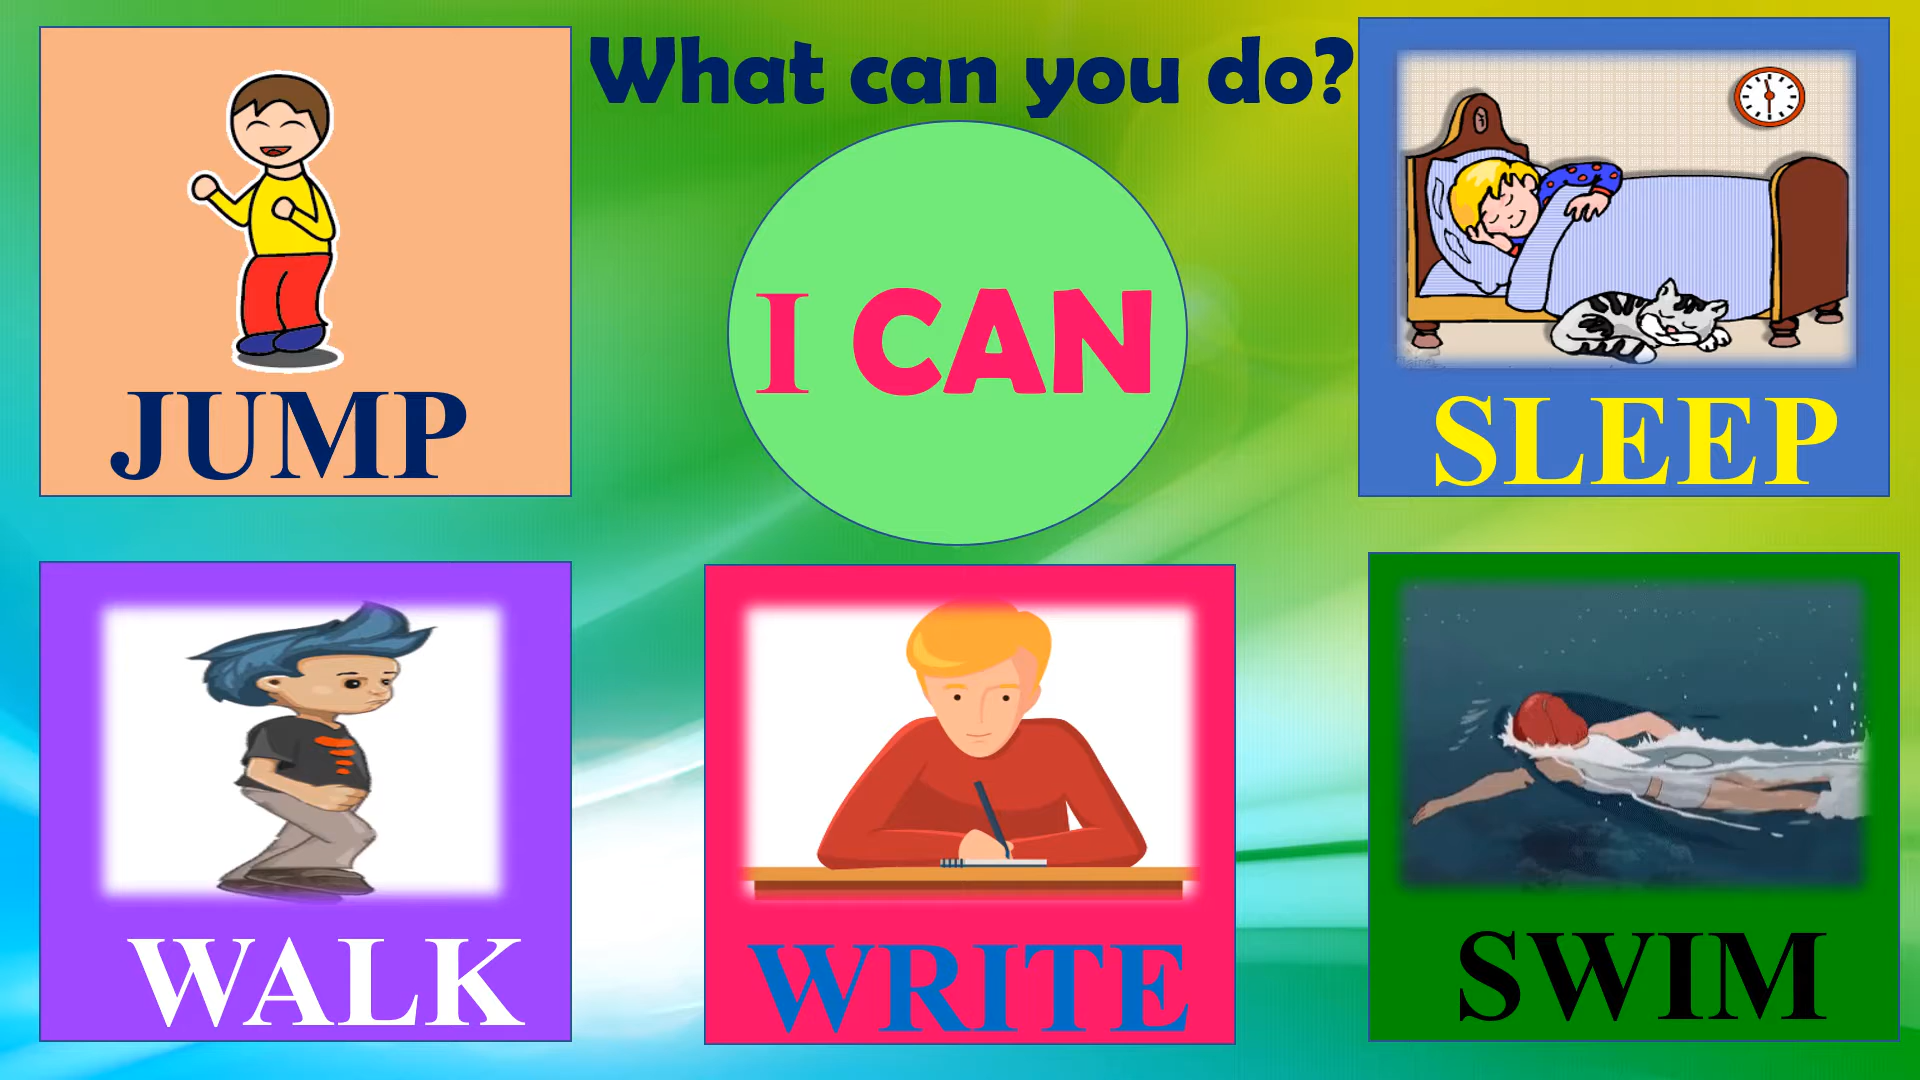 What can you do?
JUMP
I CAN
SLEEP
WALK
WRITE
SWIM